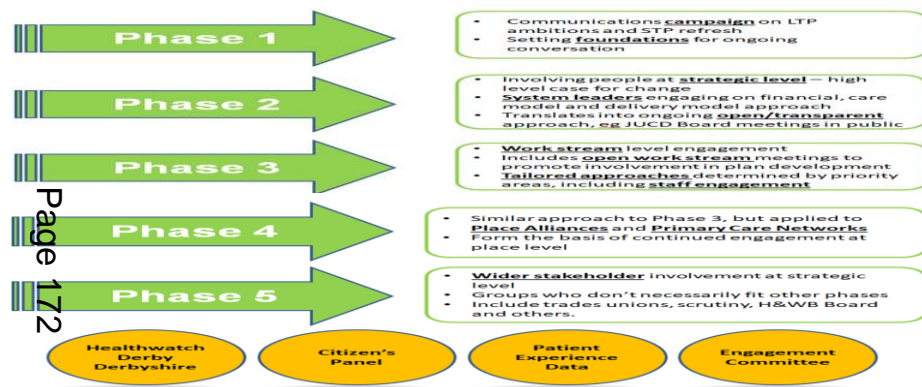 Phase 1
• Communications campaign on LTP
ambitions and STP refresh
• Setting foundations for ongoing
conversation
Phase 2
• Involving people at strategic level – high
level case for change
• System leaders engaging on financial, care
model and delivery model approach
• Translates into ongoing open/transparent
approach, eg JUCD Board meetings in public
Phase 3
• Work stream level engagement
• Includes open work stream meetings to
promote involvement in plan development
• Tailored approaches determined by priority
areas, including staff engagement
Phase 4
• Similar approach to Phase 3, but applied to
Place Alliances and Primary Care Networks
• Form the basis of continued engagement at
place level
Phase 5
• Wider stakeholder involvement at strategic
level
• Groups who don't necessarily fit other phases
• Include trades unions, scrutiny, H&WB Board
and others.
Page 172
Healthwatch
Derby
Derbyshire
Citizen's
Panel
Patient
Experience
Data
Engagement
Committee